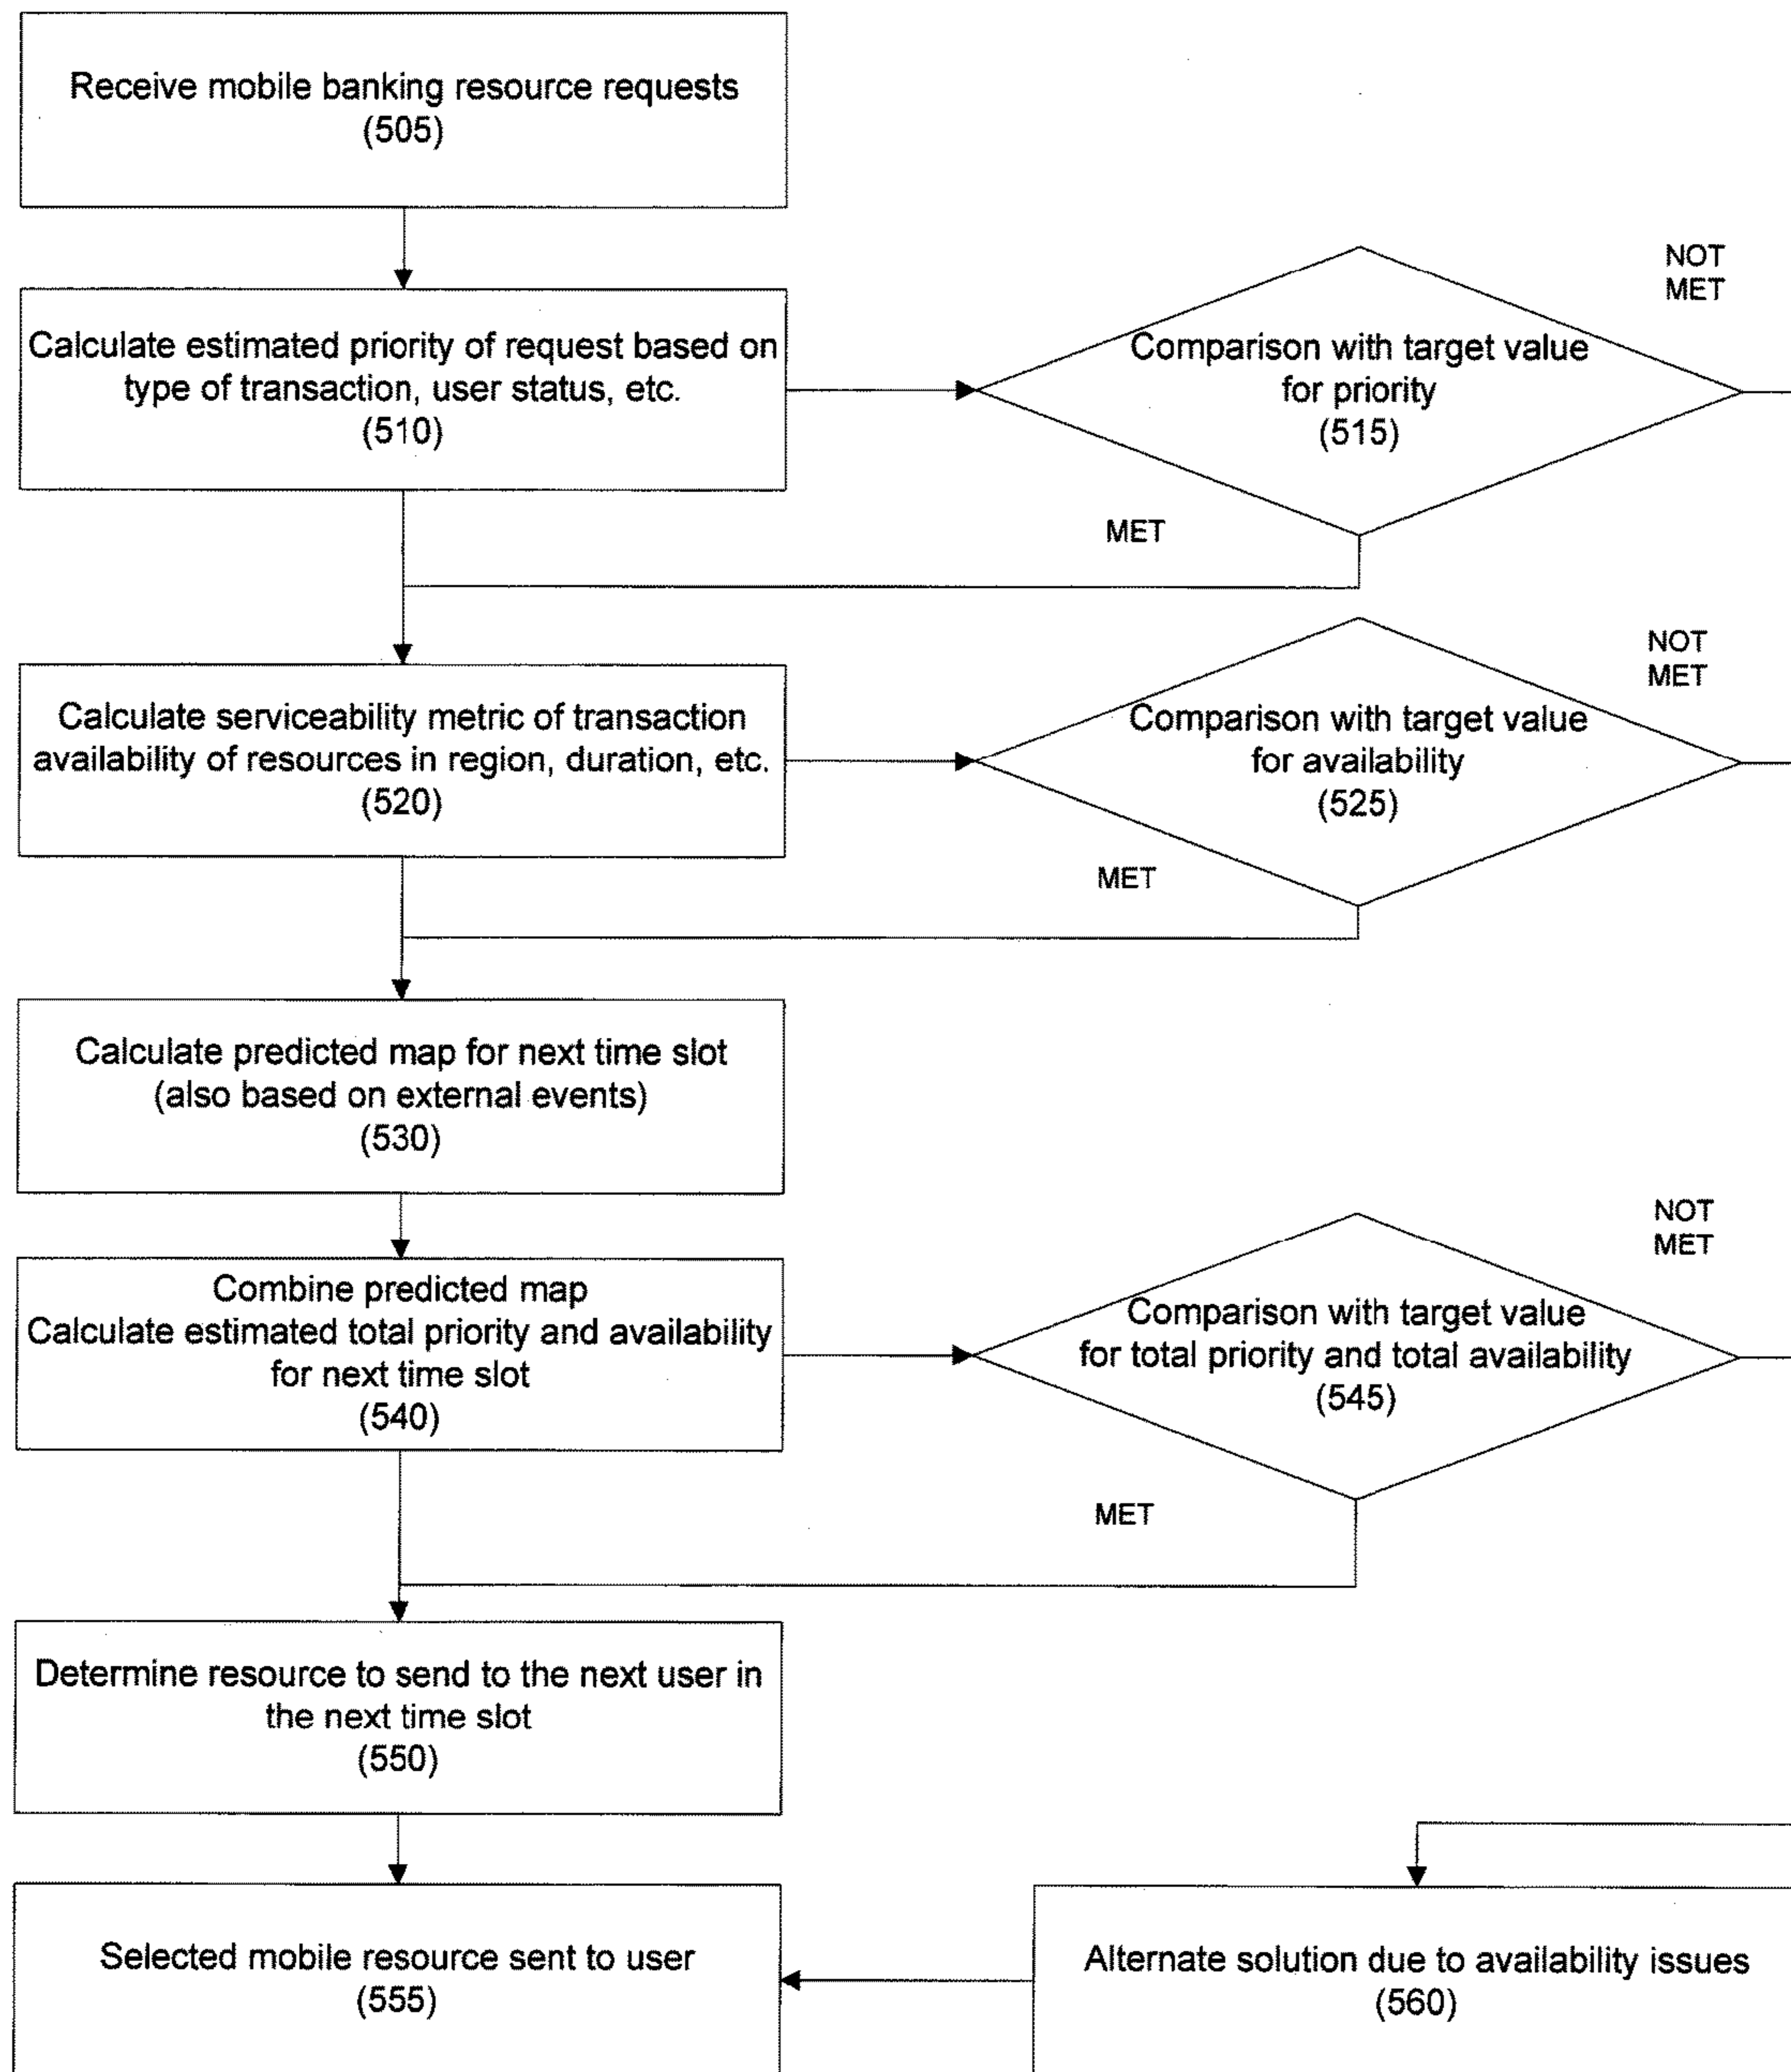 Receive mobile banking resource requests
(505)
NOT
MET
Calculate estimated priority of request based on
type of transaction, user status, etc.
(510)
Comparison with target value
for priority
(515)
MET
NOT
MET
Calculate serviceability metric of transaction
availability of resources in region, duration, etc.
(520)
Comparison with target value
for availability
(525)
MET
Calculate predicted map for next time slot
(also based on external events)
(530)
NOT
MET
Combine predicted map
Calculate estimated total priority and availability
for next time slot
(540)
Comparison with target value
for total priority and total availability
(545)
MET
Determine resource to send to the next user in
the next time slot
(550)
Selected mobile resource sent to user
(555)
Alternate solution due to availability issues
(560)